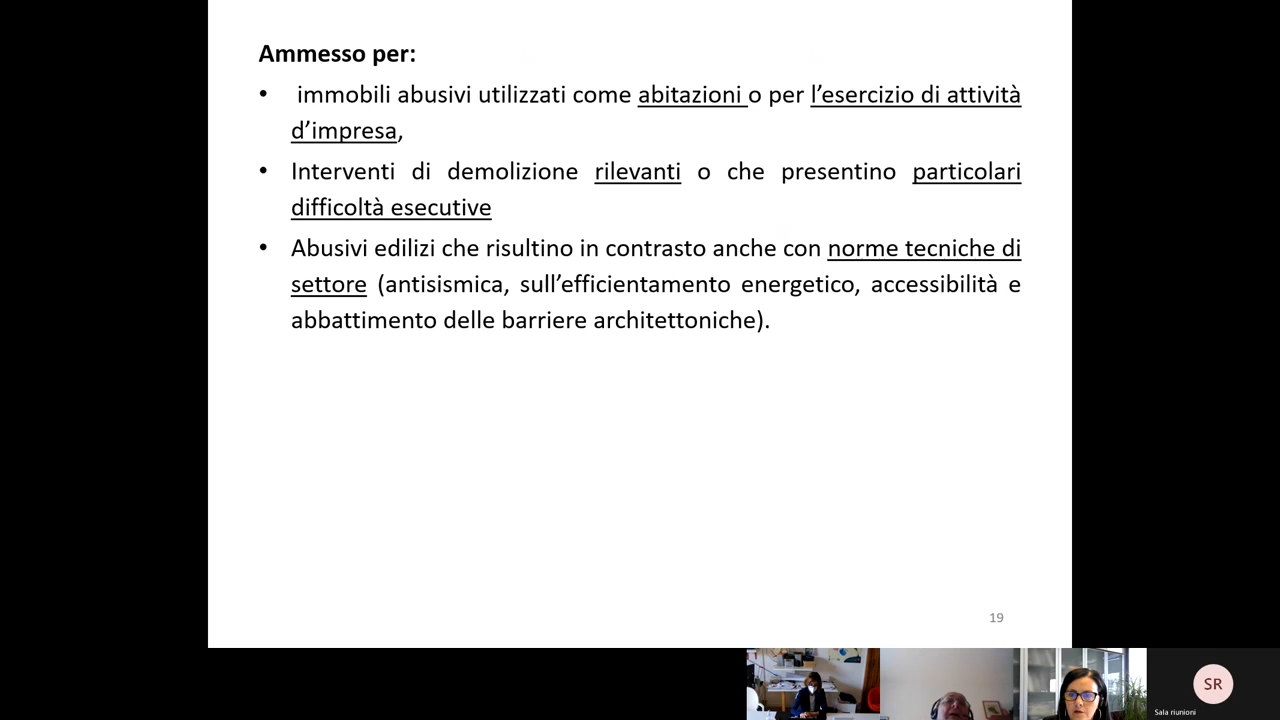 Ammesso per:
• immobili abusivi utilizzati come abitazioni o per l’esercizio di attività
d’impresa,
• Interventi di demolizione rilevanti o che presentino particolari
difficoltà esecutive
• Abusivi edilizi che risultino in contrasto anche con norme tecniche di
settore (antisismica, sull’efficientamento energetico, accessibilità e
abbattimento delle barriere architettoniche).
19
SR
Sala riunioni